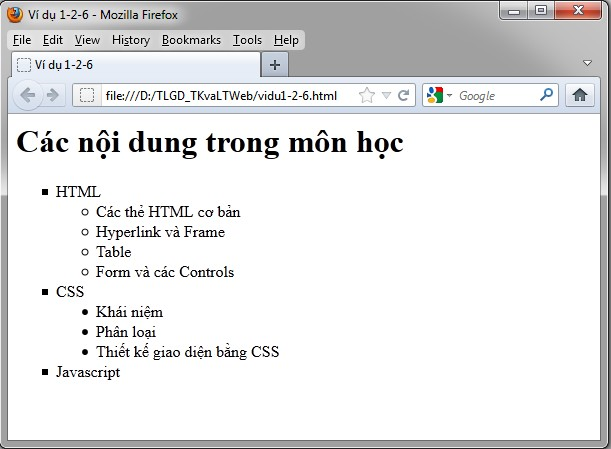 Ví dụ 1-2-6 - Mozilla Firefox
File Edit View History Bookmarks Tools Help
Ví dụ 1-2-6
file:///D:/TLGD_TKvaLTWeb/vidu1-2-6.html
Google
Các nội dung trong môn học
HTML
Các thẻ HTML cơ bản
Hyperlink và Frame
Table
Form và các Controls
CSS
Khái niệm
Phân loại
Thiết kế giao diện bằng CSS
Javascript